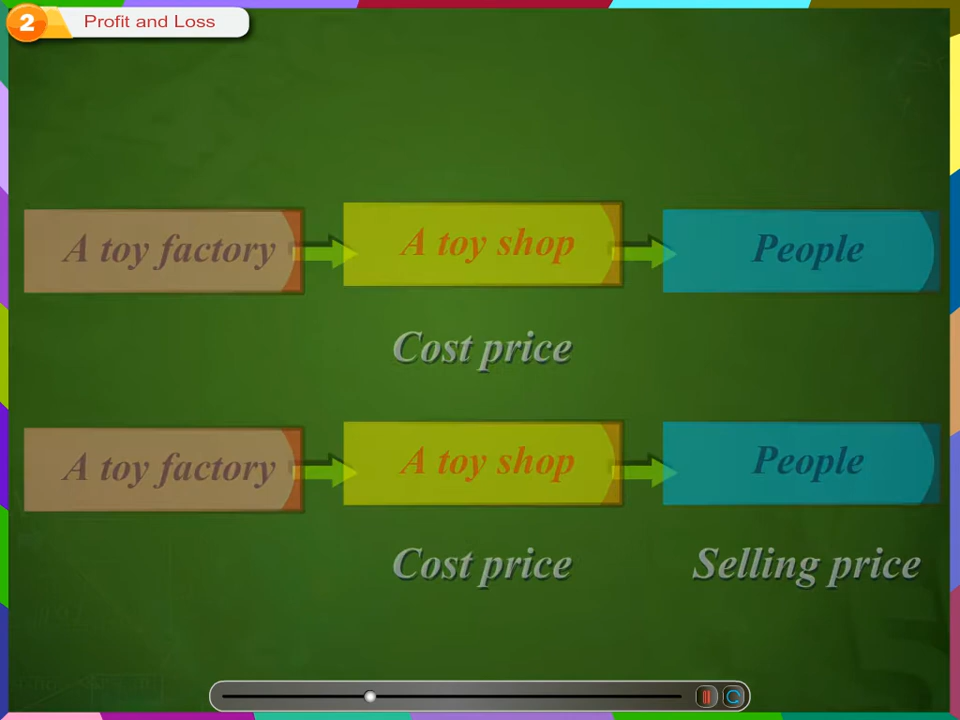 2 Profit and Loss
A toy factory A toy shop People
Cost price
A toy factory A toy shop People
Cost price Selling price